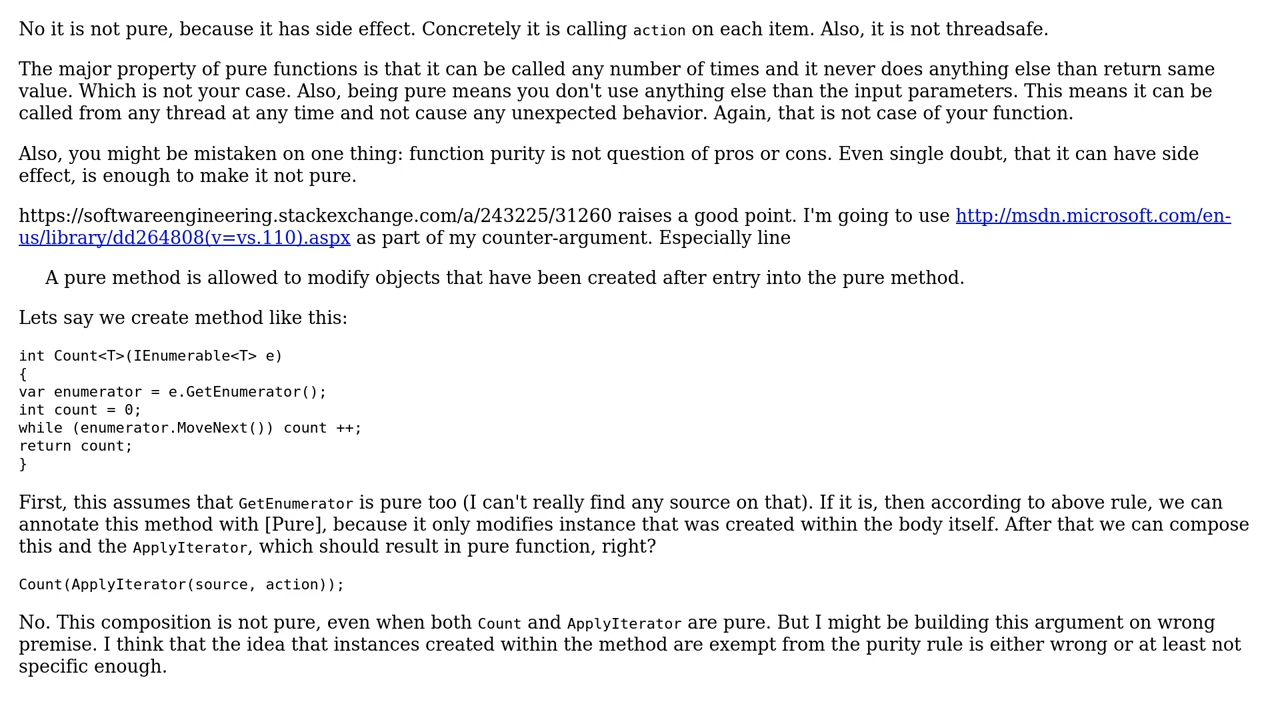 No it is not pure, because it has side effect. Concretely it is calling action on each item. Also, it is not threadsafe.
The major property of pure functions is that it can be called any number of times and it never does anything else than return same
value. Which is not your case. Also, being pure means you don't use anything else than the input parameters. This means it can be
called from any thread at any time and not cause any unexpected behavior. Again, that is not case of your function.
Also, you might be mistaken on one thing: function purity is not question of pros or cons. Even single doubt, that it can have side
effect, is enough to make it not pure.
https://softwareengineering.stackexchange.com/a/243225/31260 raises a good point. I'm going to use http://msdn.microsoft.com/en-
us/library/dd264808(v=vs.110).aspx as part of my counter-argument. Especially line
A pure method is allowed to modify objects that have been created after entry into the pure method.
Lets say we create method like this:
int Count<T>(IEnumerable<T> e)
{
var enumerator = e.GetEnumerator();
int count = 0;
while (enumerator.MoveNext()) count ++;
return count;
}
First, this assumes that GetEnumerator is pure too (I can't really find any source on that). If it is, then according to above rule, we can
annotate this method with [Pure], because it only modifies instance that was created within the body itself. After that we can compose
this and the ApplyIterator, which should result in pure function, right?
Count(ApplyIterator(source, action));
No. This composition is not pure, even when both Count and ApplyIterator are pure. But I might be building this argument on wrong
premise. I think that the idea that instances created within the method are exempt from the purity rule is either wrong or at least not
specific enough.